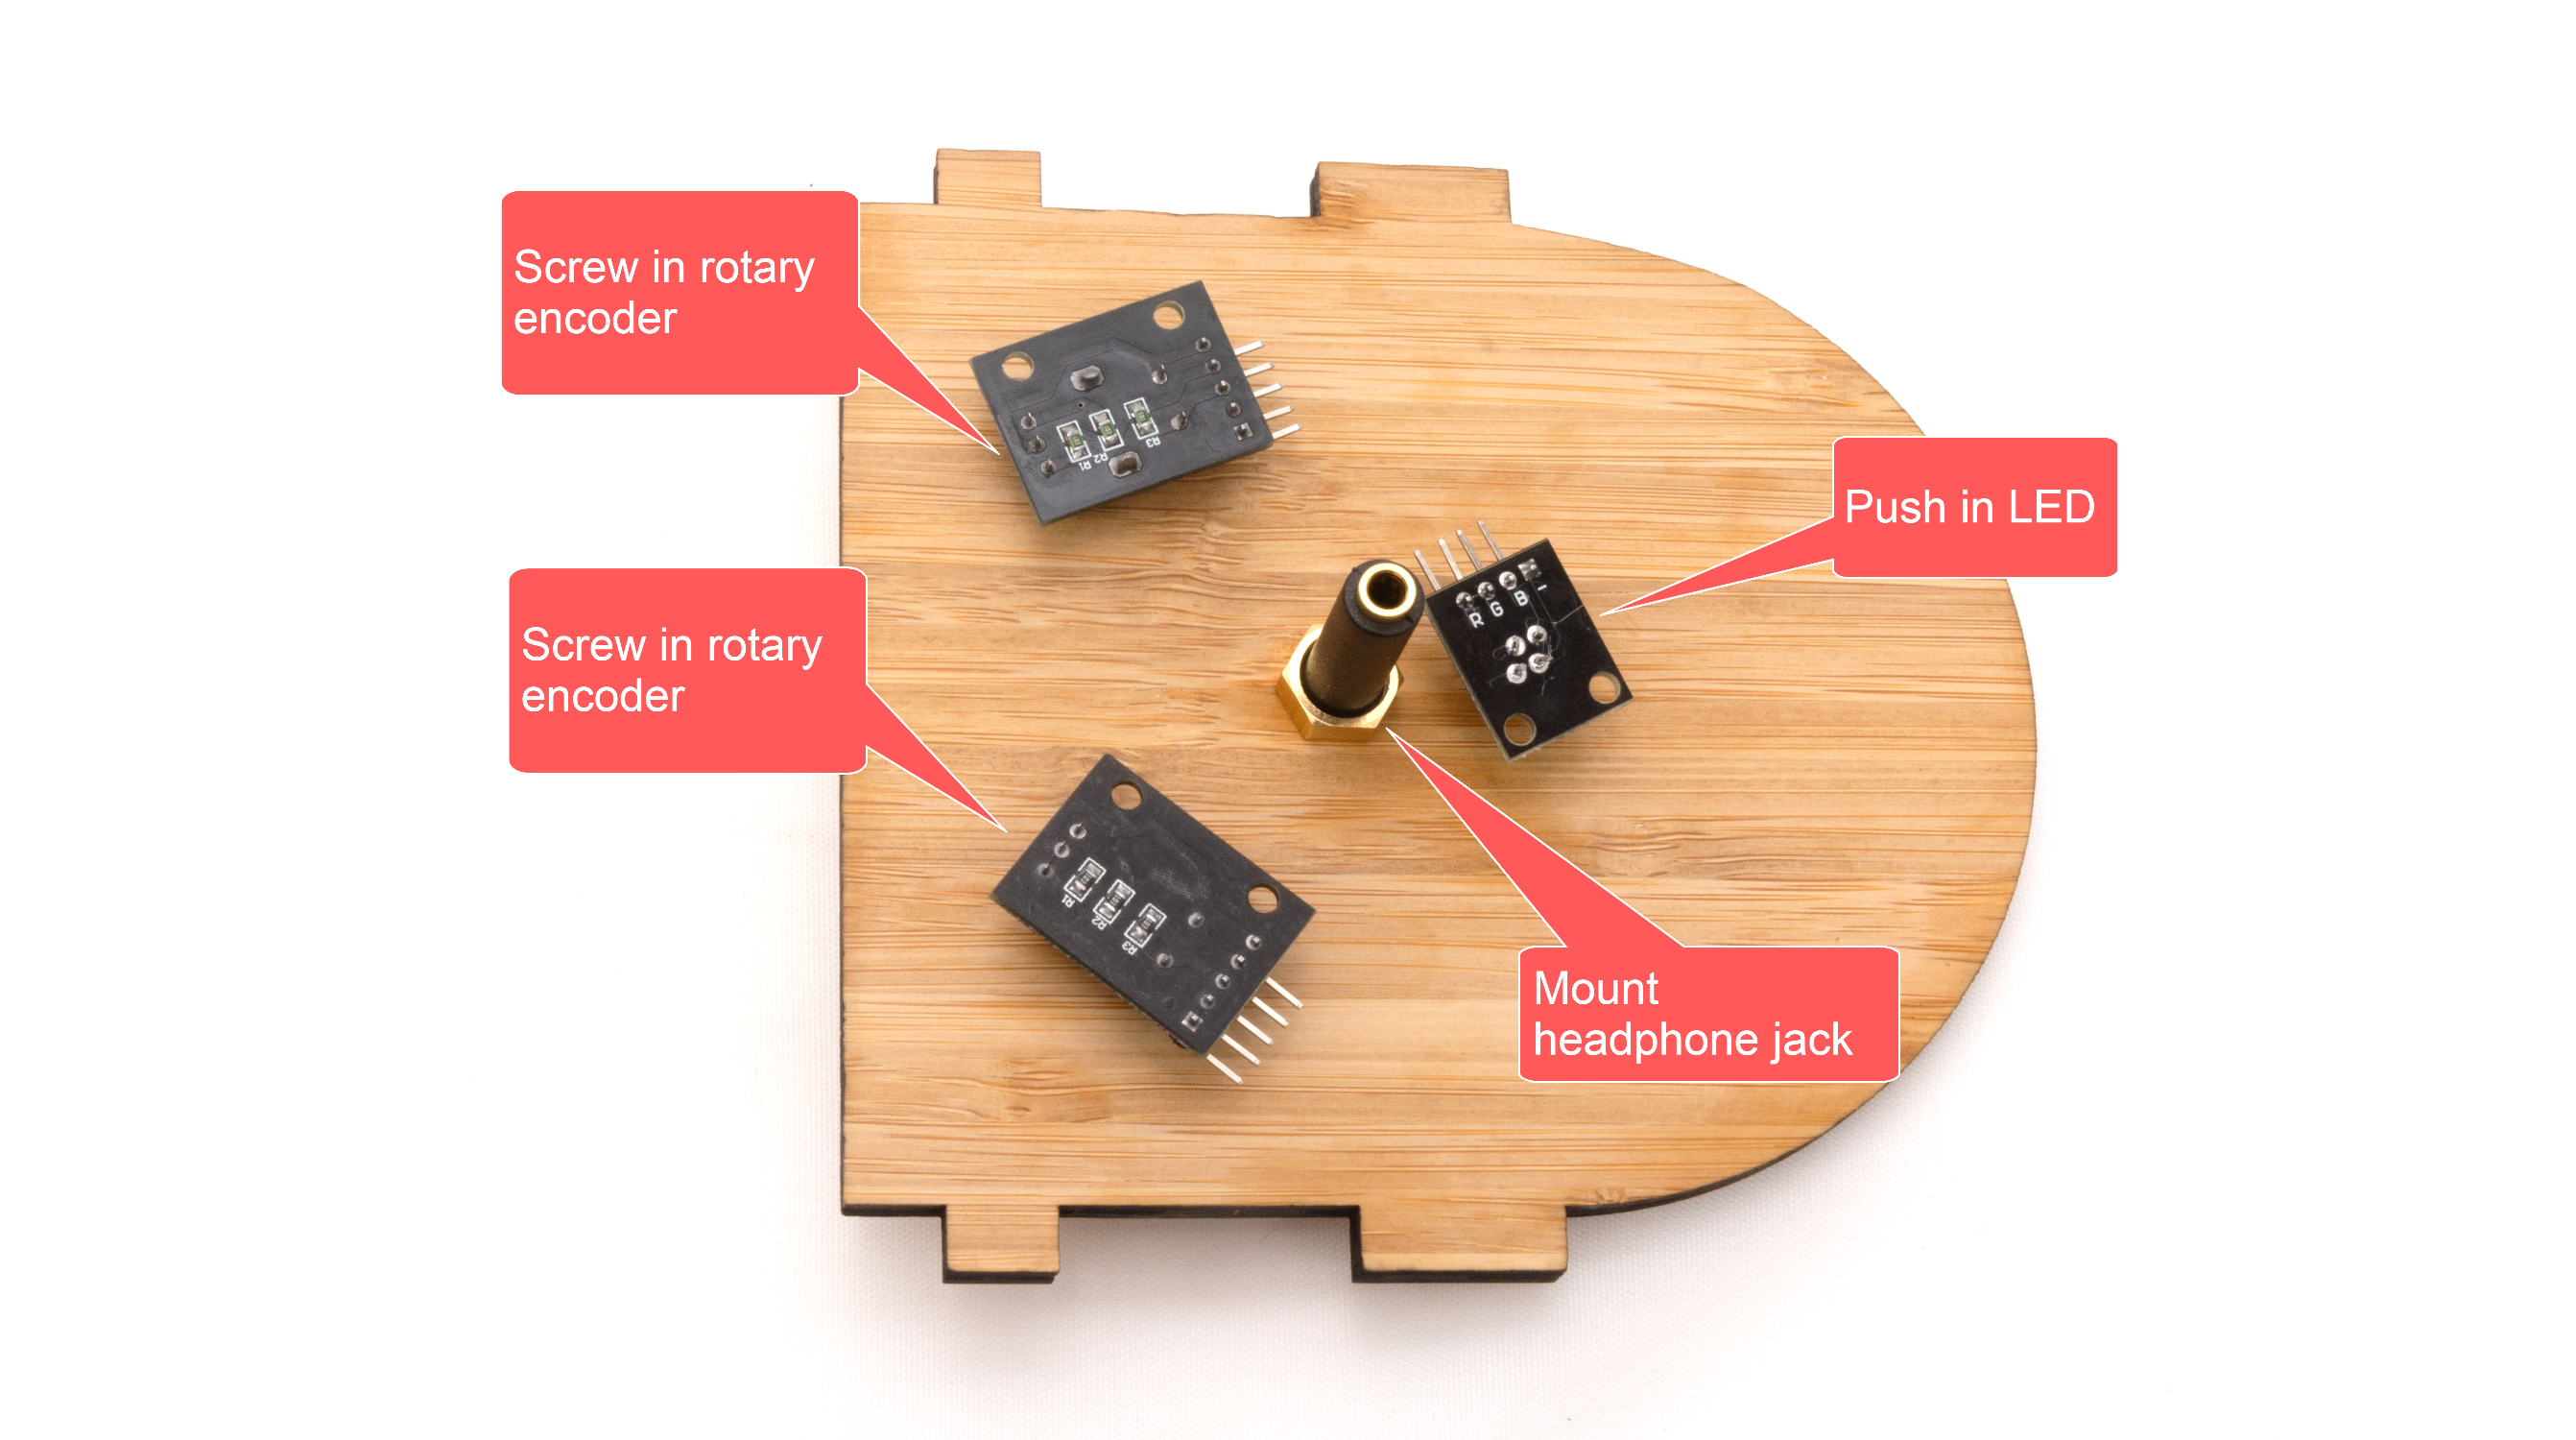 Screw in rotary
encoder
R1
R2
R3
Push in LED
R G B -
Screw in rotary
encoder
R1
R2
R3
Mount
headphone jack